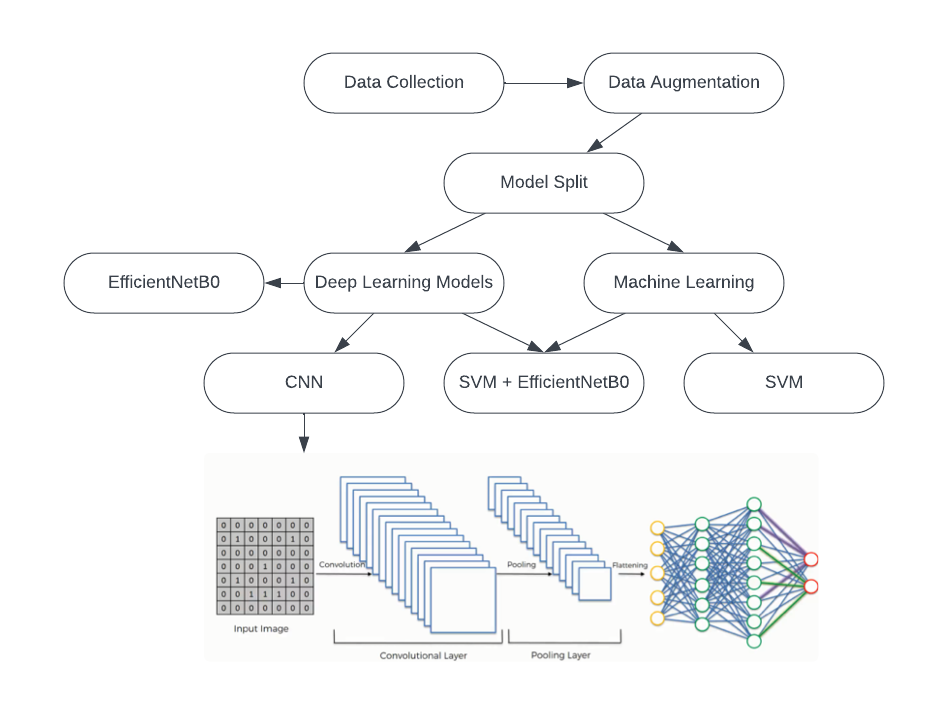 Data Collection
Data Augmentation
Model Split
EfficientNetB0
Deep Learning Models
Machine Learning
CNN
SVM + EfficientNetB0
SVM
0 0 0 0 0 0 0
0 1 0 0 0 1 0
0 0 0 0 0 0 0
0 0 0 1 0 0 0
0 1 0 0 0 1 0
0 0 1 1 1 0 0
0 0 0 0 0 0 0
Input Image
Convolution
Pooling
Flattening
Convolutional Layer
Pooling Layer